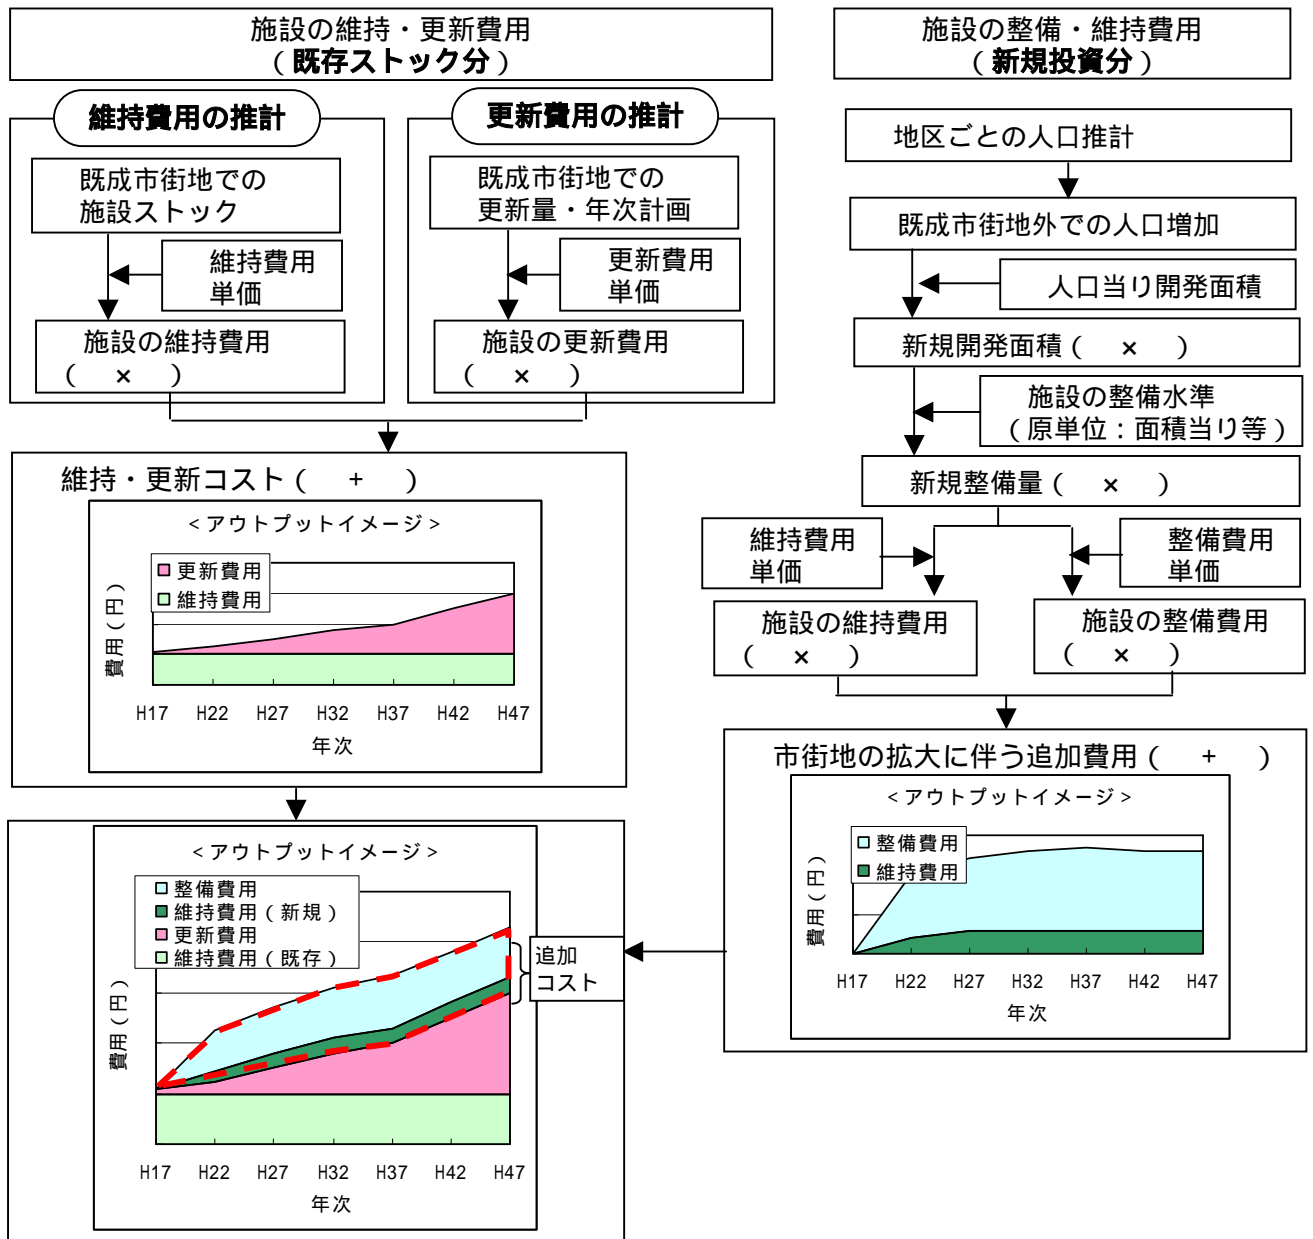 施設の維持・更新費用
（既存ストック分）
維持費用の推計
既成市街地での
施設ストック
維持費用
単価
施設の維持費用
（　×　）
更新費用の推計
既成市街地での
更新量・年次計画
更新費用
単価
施設の更新費用
（　×　）
維持・更新コスト（　+　）
<アウトプットイメージ>
更新費用
維持費用
費用（円）
H17 H22 H27 H32 H37 H42 H47
年次
施設の整備・維持費用
（新規投資分）
地区ごとの人口推計
既成市街地外での人口増加
人口当り開発面積
新規開発面積（　×　）
施設の整備水準
（原単位：面積当り等）
新規整備量（　×　）
維持費用
単価
整備費用
単価
施設の維持費用
（　×　）
施設の整備費用
（　×　）
市街地の拡大に伴う追加費用（　+　）
<アウトプットイメージ>
整備費用
維持費用
費用（円）
H17 H22 H27 H32 H37 H42 H47
年次
<アウトプットイメージ>
整備費用
維持費用（新規）
更新費用
維持費用（既存）
追加
コスト
費用（円）
H17 H22 H27 H32 H37 H42 H47
年次